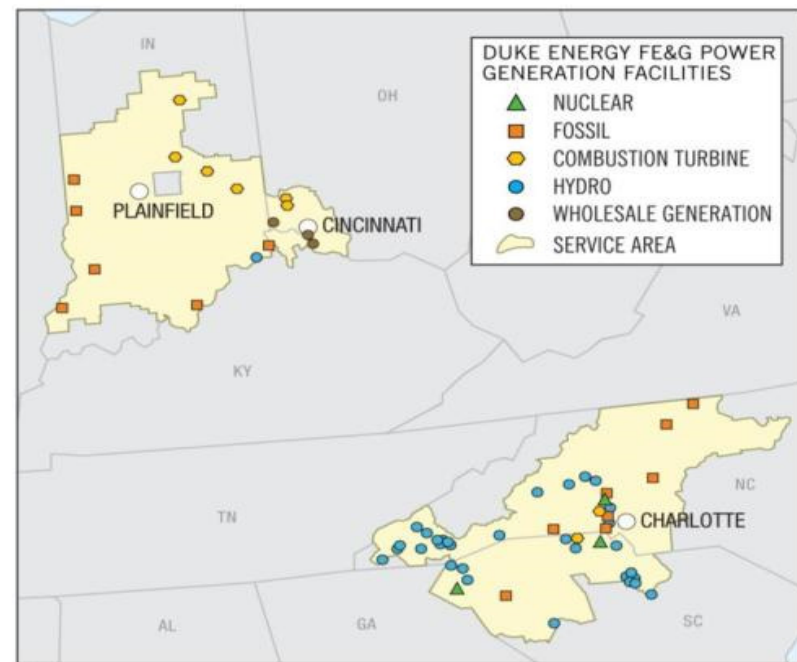 IN
OH
DUKE ENERGY FE&G POWER
GENERATION FACILITIES
NUCLEAR
FOSSIL
COMBUSTION TURBINE
HYDRO
WHOLESALE GENERATION
SERVICE AREA
PLAINFIELD
CINCINNATI
VA
KY
NC
TN
CHARLOTTE
AL
GA
SC